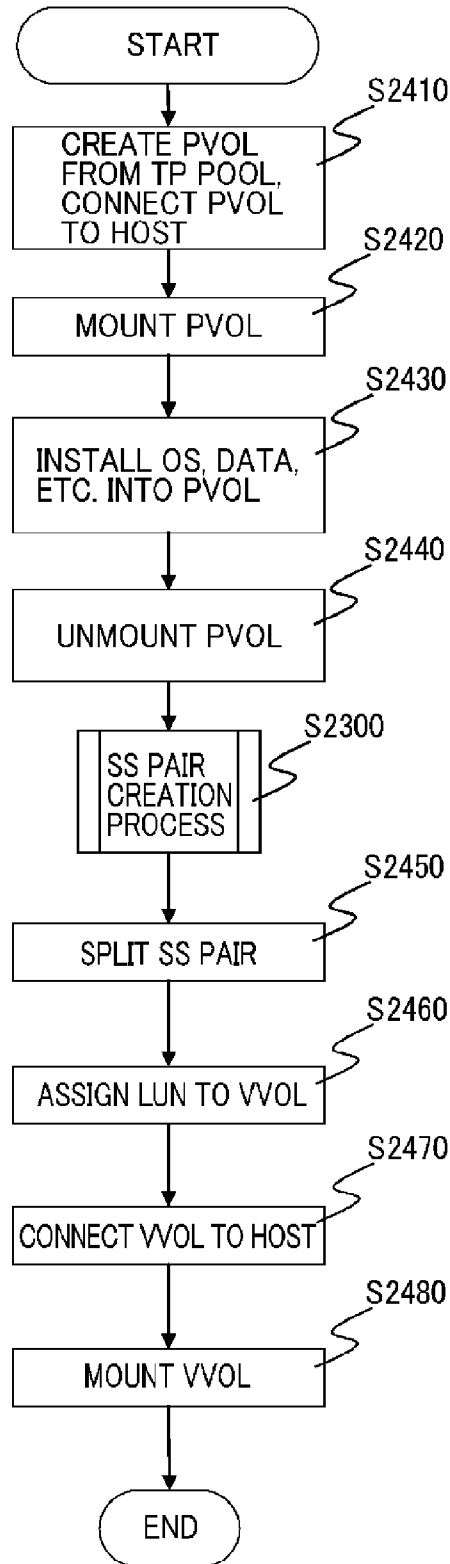 START
S2410
CREATE PVOL
FROM TP POOL,
CONNECT PVOL
TO HOST
S2420
MOUNT PVOL
S2430
INSTALL OS, DATA,
ETC. INTO PVOL
S2440
UNMOUNT PVOL
S2300
SS PAIR
CREATION
PROCESS
S2450
SPLIT SS PAIR
S2460
ASSIGN LUN TO VVOL
S2470
CONNECT VVOL TO HOST
S2480
MOUNT VVOL
END